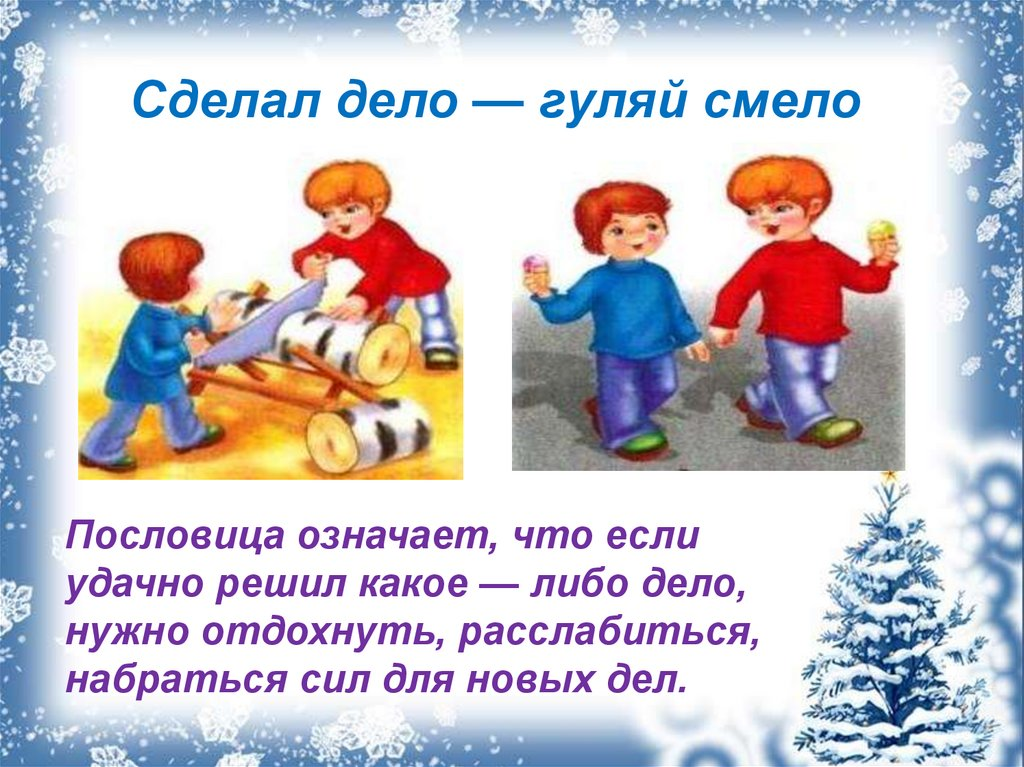 Сделал дело — гуляй смело
Пословица означает, что если
удачно решил какое — либо дело,
нужно отдохнуть, расслабиться,
набраться сил для новых дел.